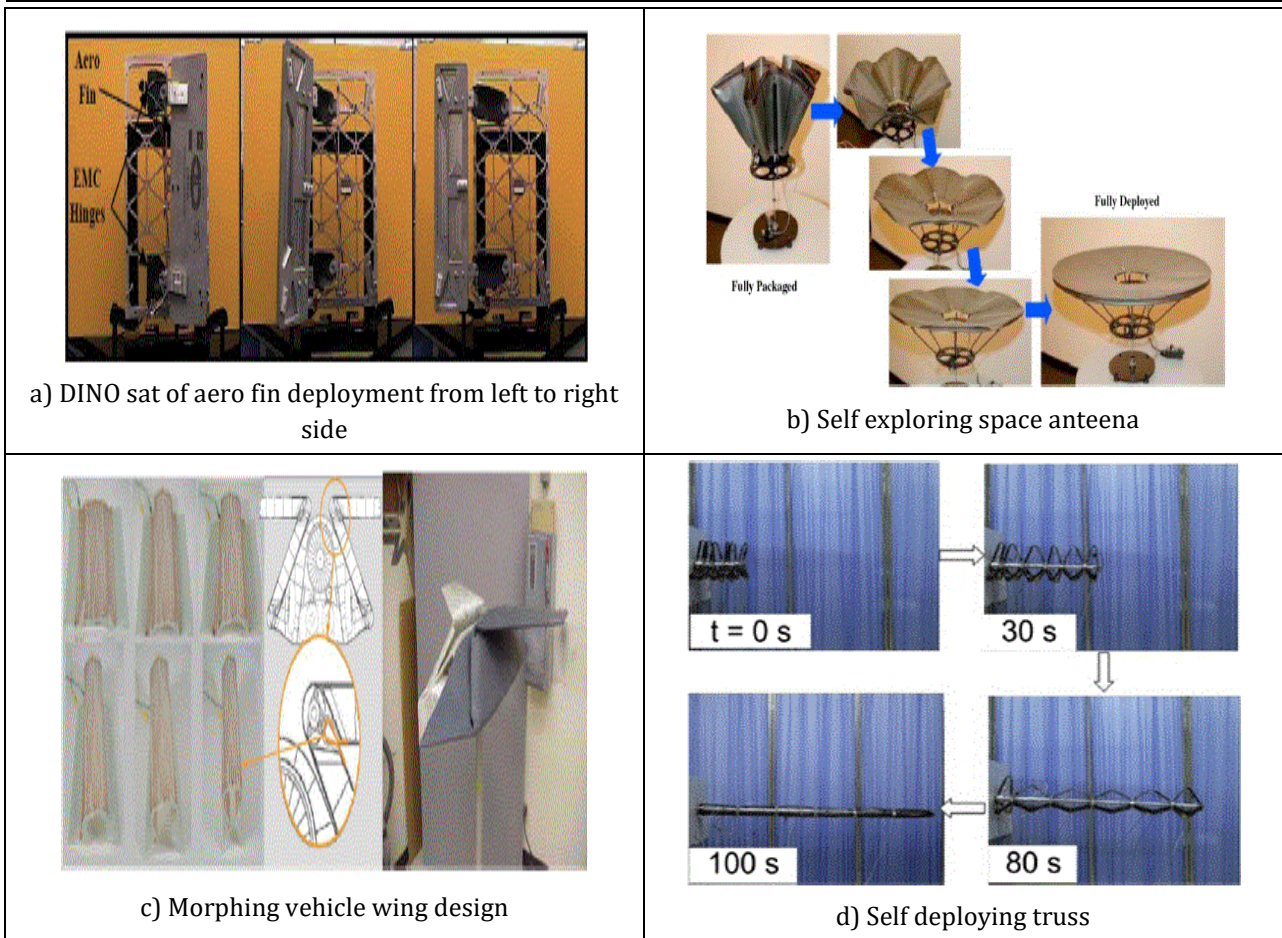 Aero
Fin
EMC
Hinges
a) DINO sat of aero fin deployment from left to right
side
Fully Packaged
Fully Deployed
b) Self exploring space anteena
c) Morphing vehicle wing design
t = 0 s
30 s
100 s
80 s
d) Self deploying truss